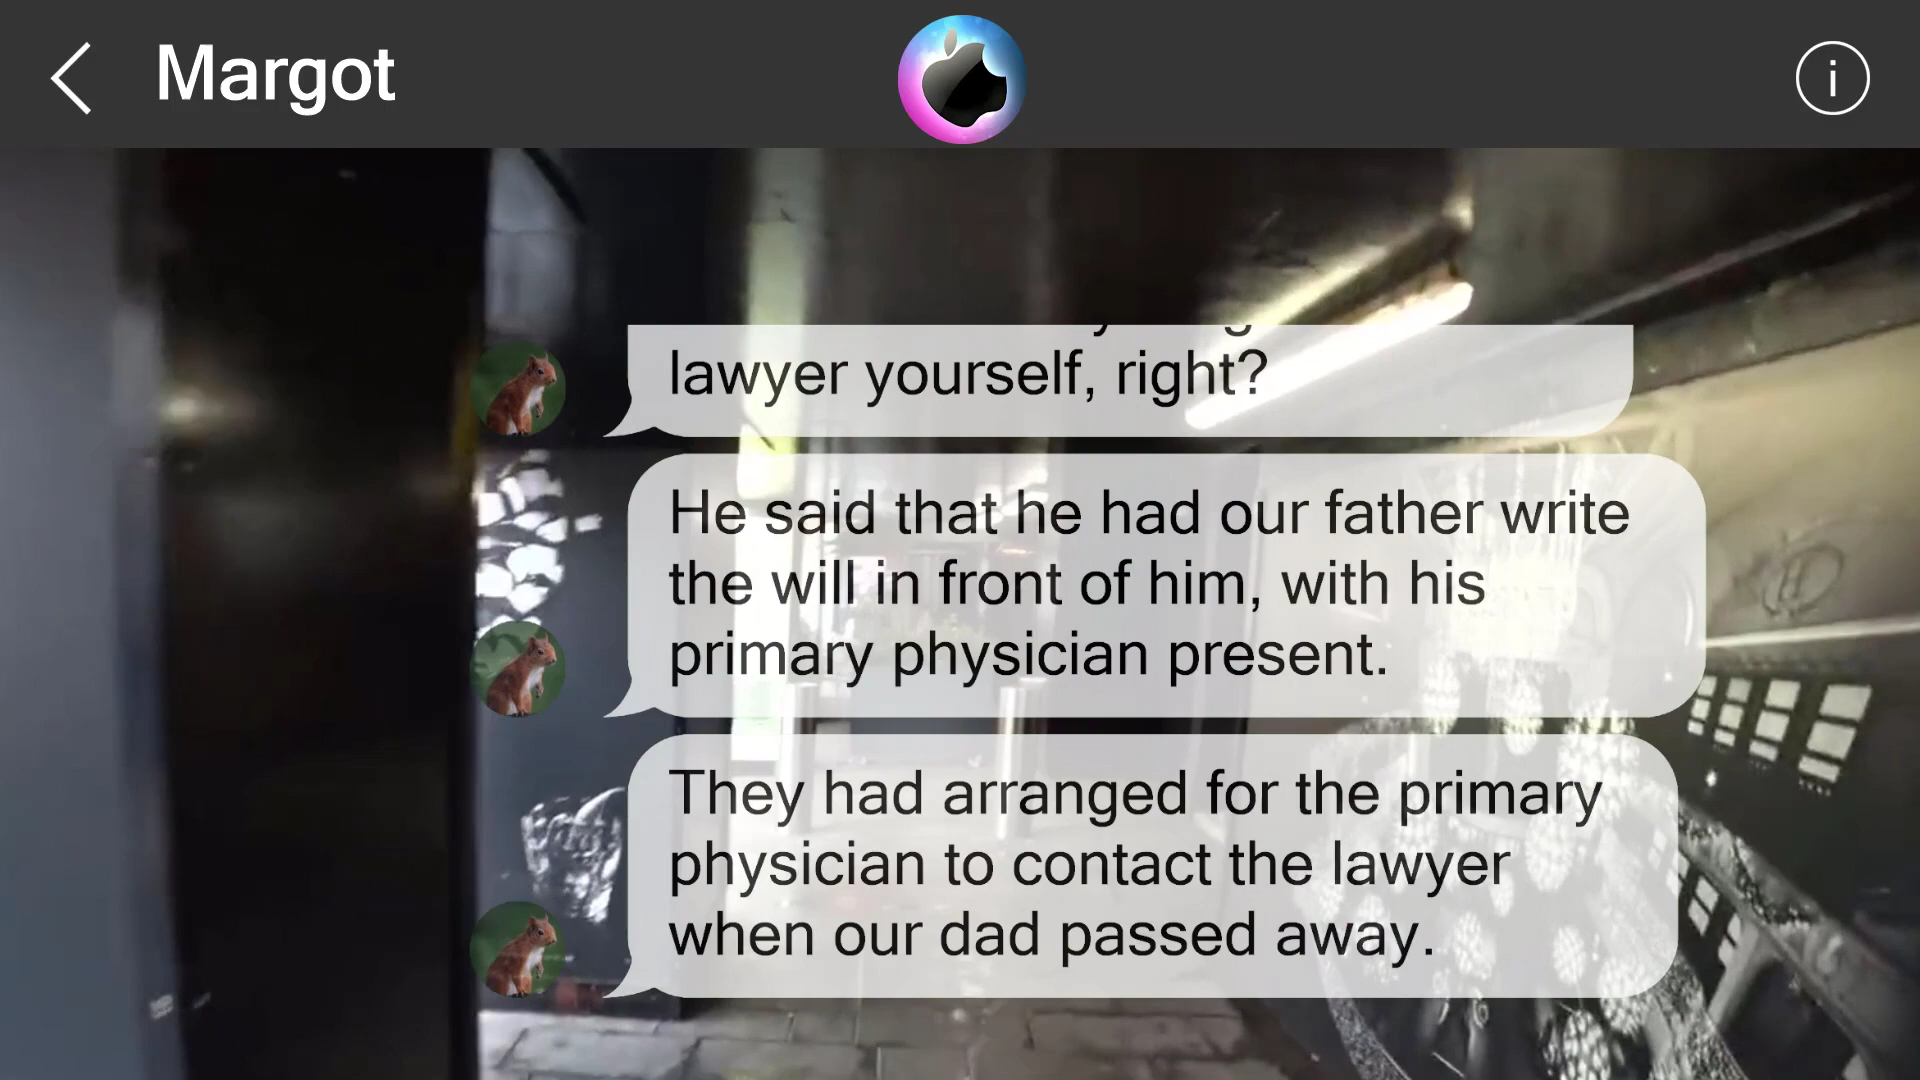 Margot
lawyer yourself, right?
He said that he had our father write
the will in front of him, with his
primary physician present.
They had arranged for the primary
physician to contact the lawyer
when our dad passed away.